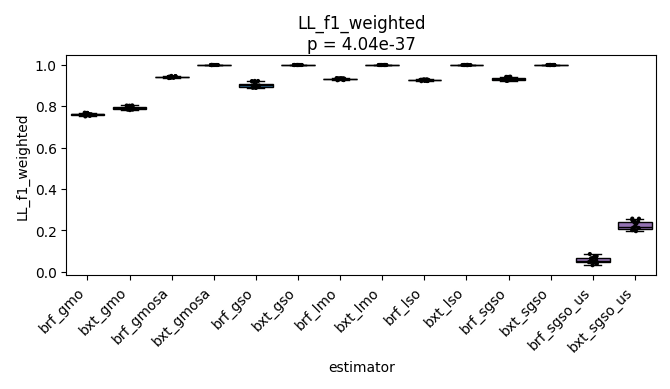 LL_f1_weighted
p = 4.04e-37
LL_f1_weighted
1.0
0.8
0.6
0.4
0.2
0.0
brf_gmo
bxt_gmo
brf_gmosa
bxt_gmosa
brf_gso
bxt_gso
brf_lmo
bxt_lmo
brf_lso
bxt_lso
brf_sgso
bxt_sgso
brf_sgso_us
bxt_sgso_us
estimator